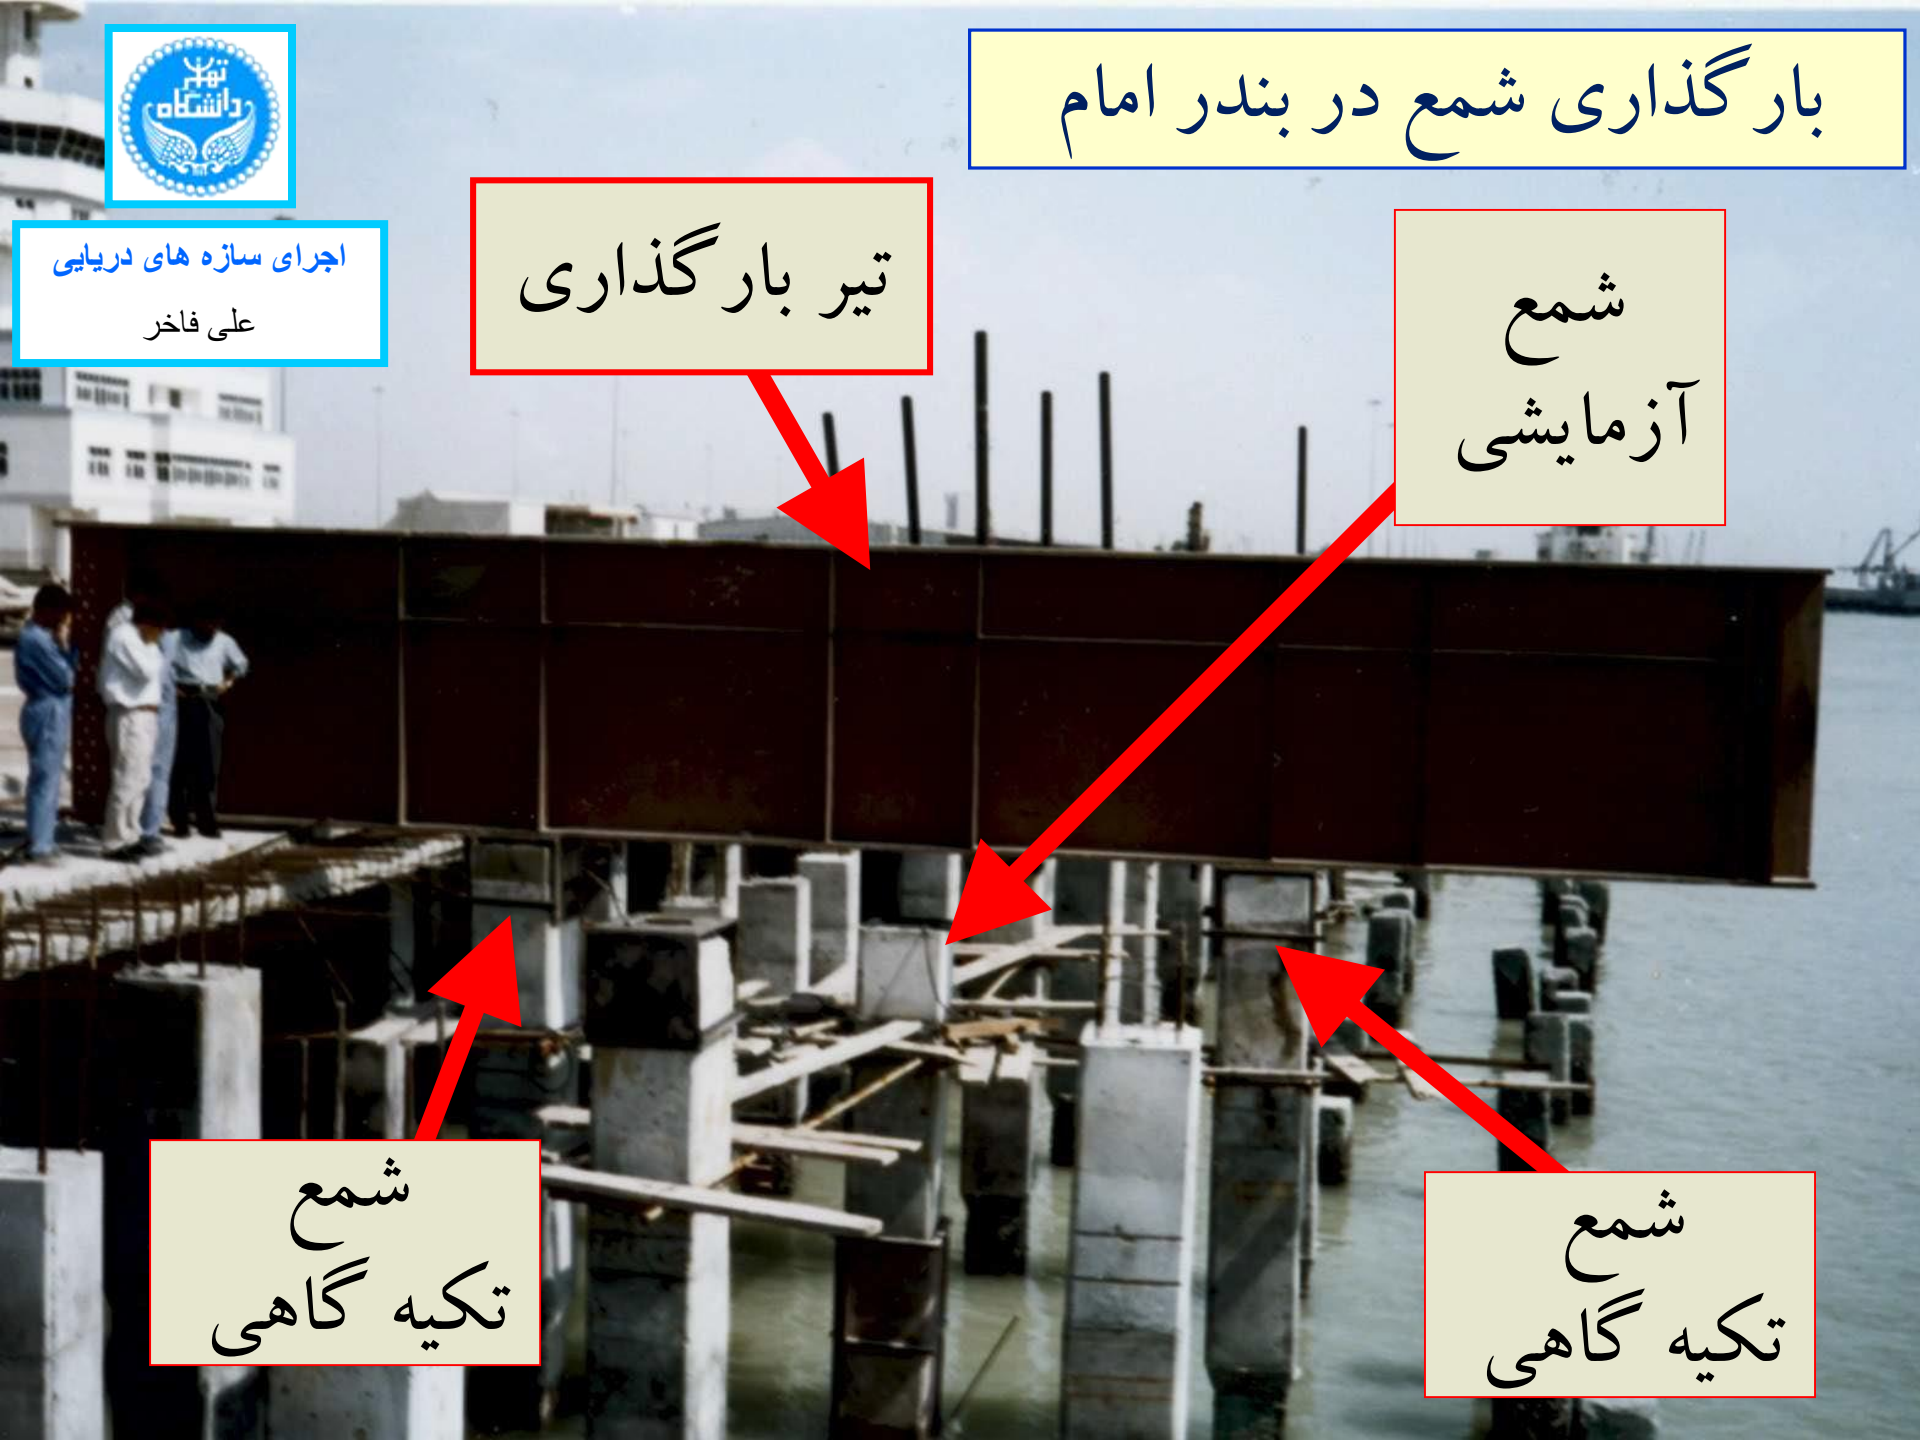 بارگذاری شمع در بندر امام
دانشگاه
تهران
اجرای سازه های دریایی
علی فاخر
تیر بارگذاری
شمع
آزمایشی
شمع
تکیه گاهی
شمع
تکیه گاهی